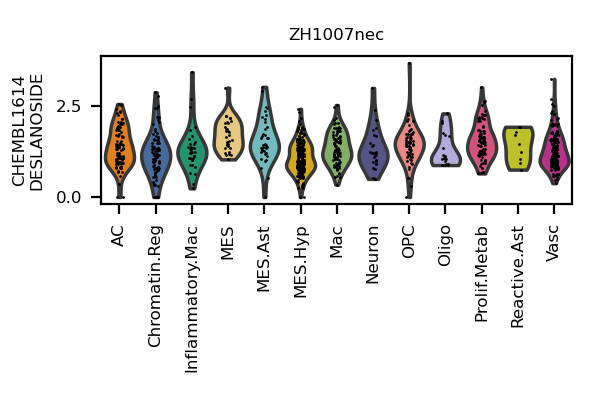 ZH1007nec
CHEMBL1614
DESLANOSIDE
2.5
0.0
AC
Chromatin.Reg
Inflammatory.Mac
MES
MES.Ast
MES.Hyp
Mac
Neuron
OPC
Oligo
Prolif.Metab
Reactive.Ast
Vasc